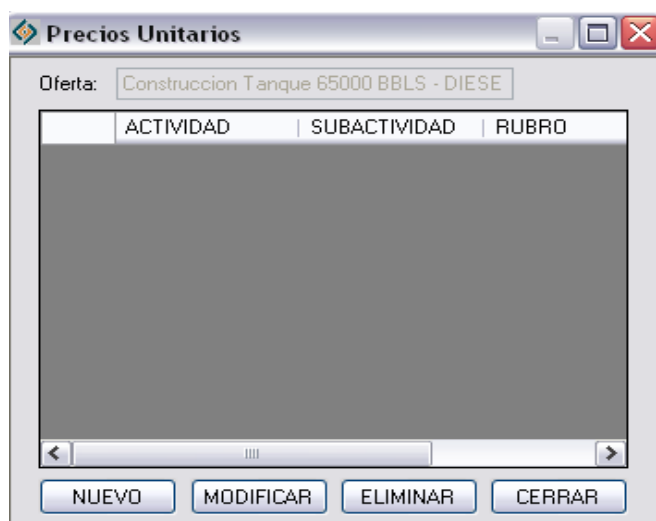 Precios Unitarios
Oferta: Construccion Tanque 65000 BBLS - DIESE
ACTIVIDAD SUBACTIVIDAD RUBRO
NUEVO MODIFICAR ELIMINAR CERRAR